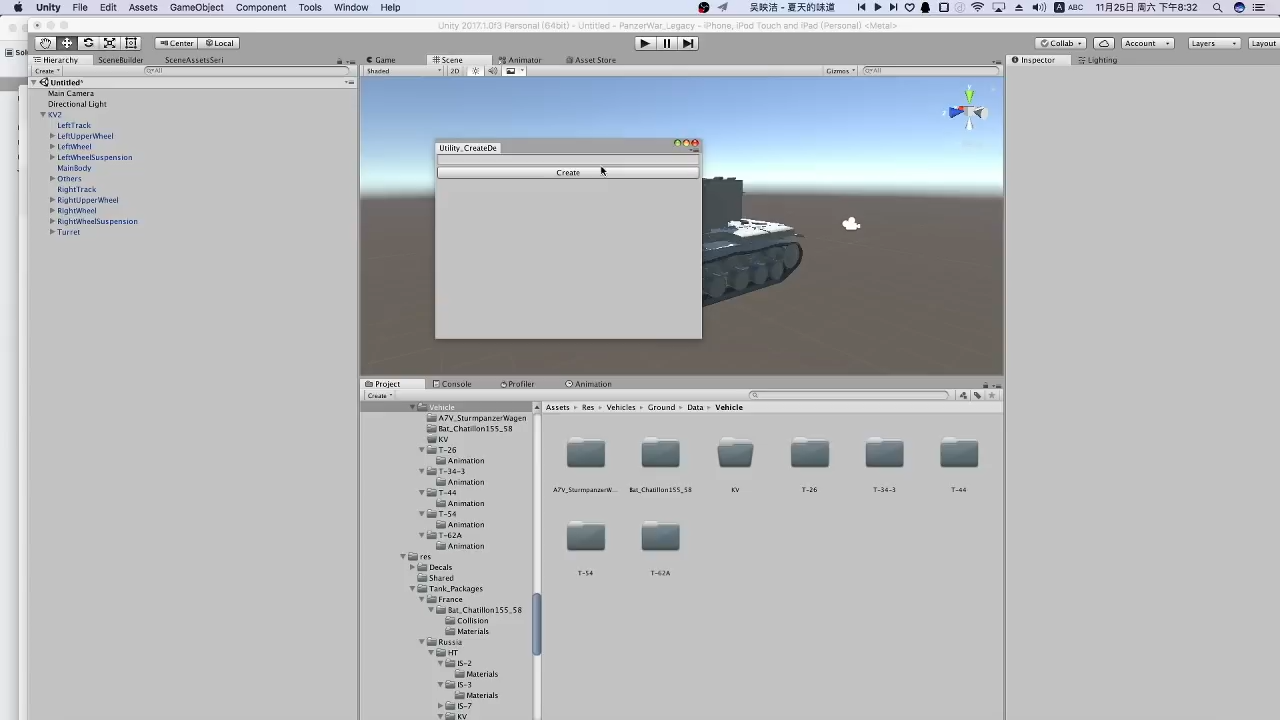 Unity File Edit Assets GameObject Component Tools Window Help
吴映洁 - 夏天的味道
ABC 11月25日 周六 下午8:32
Unity 2017.1.0f3 Personal (64bit) - Untitled - PanzerWar_Legacy - iPhone, iPod Touch and iPad (Personal) <Metal>
Center Local Collab Account Layers Layout
Hierarchy SceneBuilder SceneAssetsSeri
Game Scene Animator Asset Store
Inspector Lighting
Create All
Shaded 2D Gizmos All
Untitled*
Main Camera
Directional Light
KV2
LeftTrack
LeftUpperWheel
LeftWheel
LeftWheelSuspension
MainBody
Others
RightTrack
RightUpperWheel
RightWheel
RightWheelSuspension
Turret
Utility_CreateDe
Create
Project Console Profiler Animation
Create
Vehicle
A7V_SturmpanzerWagen
Bat_Chatillon155_58
KV
T-26
Animation
T-34-3
Animation
T-44
Animation
T-54
Animation
T-62A
Animation
res
Decals
Shared
Tank_Packages
France
Bat_Chatillon155_58
Collision
Materials
Russia
HT
IS-2
Materials
IS-3
Materials
IS-7
KV
Assets Res Vehicles Ground Data Vehicle
A7V_SturmpanzerW... Bat_Chatillon155_58 KV T-26 T-34-3 T-44
T-54 T-62A